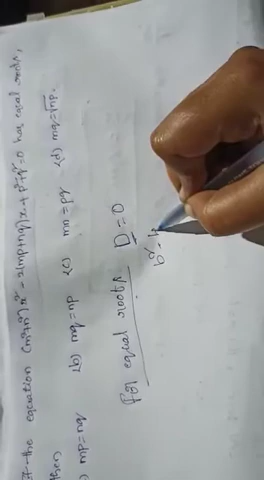 If the equation (m²+n²)x² - 2(mp+nq)x + p²+q² = 0 has equal roots,
then
) mp = nq (b) mq = np (c) mn = pq (d) mq = √np.
for equal roots D = 0
b² -